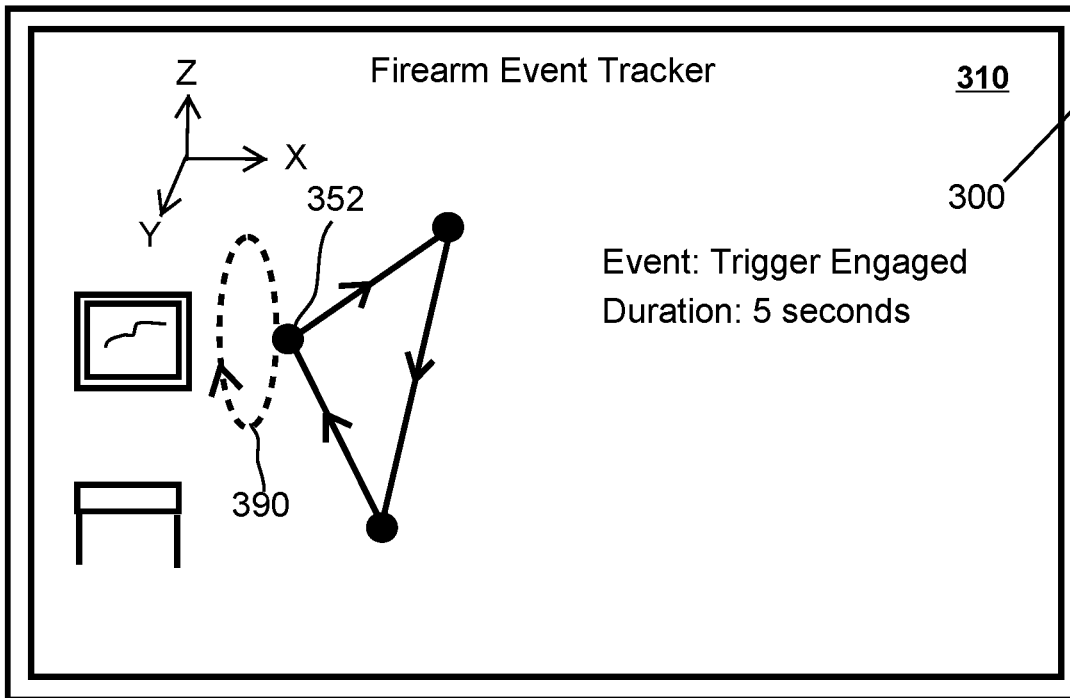 Firearm Event Tracker
310
Z
X
Y
352
300
Event: Trigger Engaged
Duration: 5 seconds
390